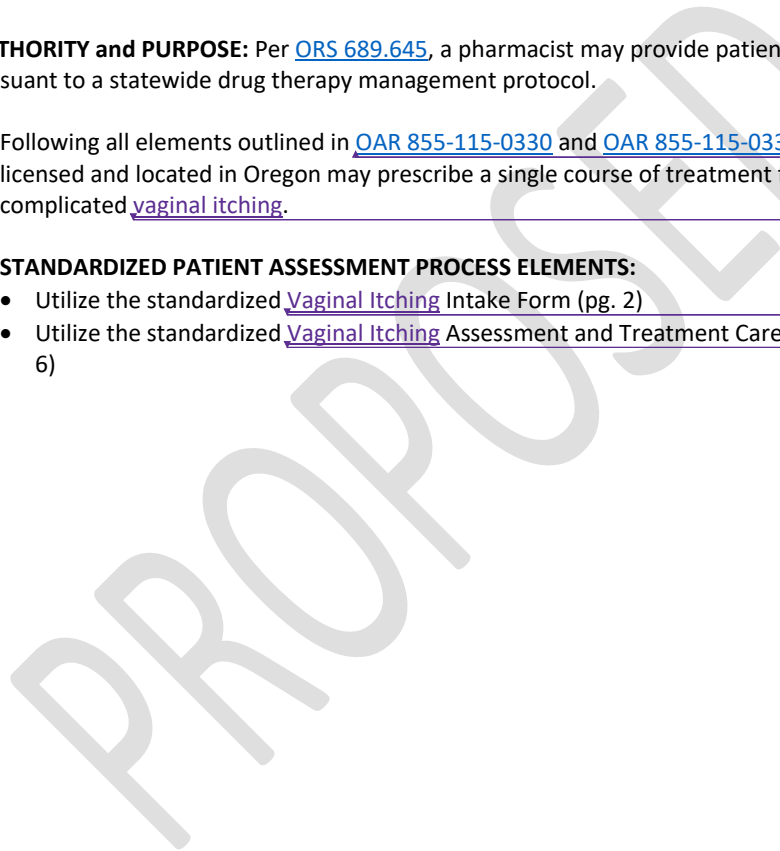 THORITY and PURPOSE: Per ORS 689.645, a pharmacist may provide patien
suant to a statewide drug therapy management protocol.
Following all elements outlined in OAR 855-115-0330 and OAR 855-115-033
licensed and located in Oregon may prescribe a single course of treatment
complicated vaginal itching.
STANDARDIZED PATIENT ASSESSMENT PROCESS ELEMENTS:
• Utilize the standardized Vaginal Itching Intake Form (pg. 2)
• Utilize the standardized Vaginal Itching Assessment and Treatment Care
6)
PROPOSED